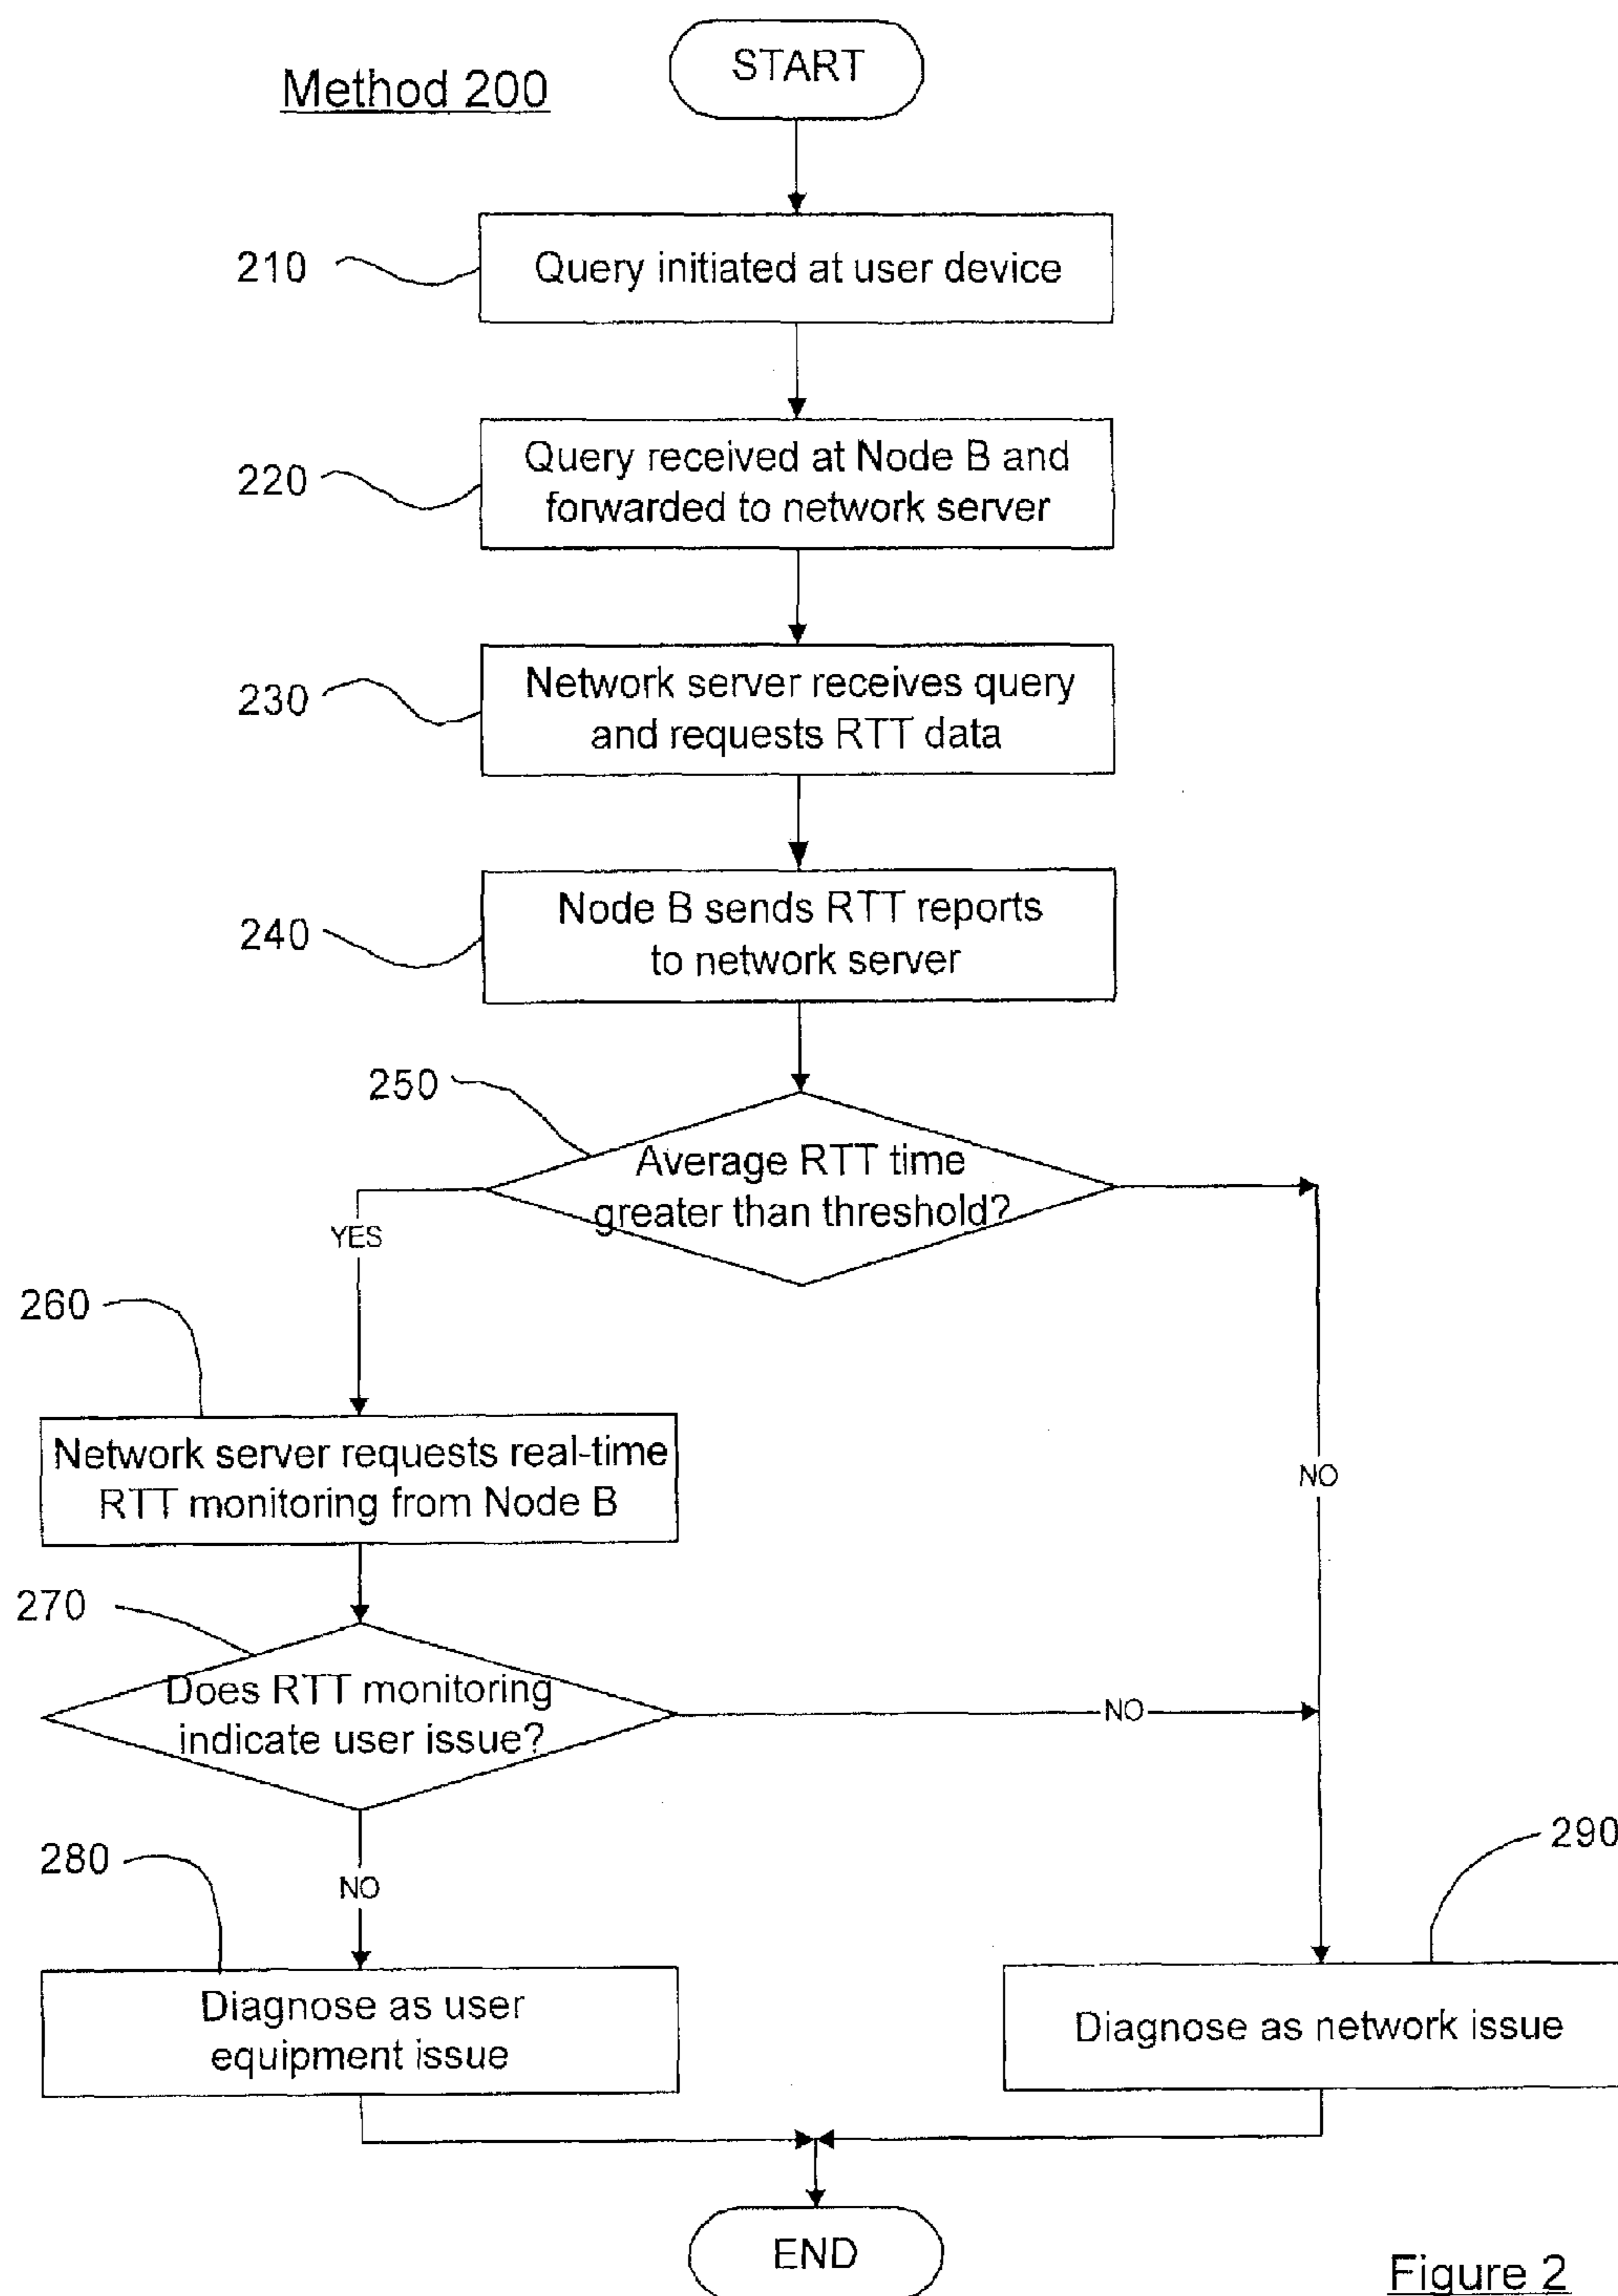 START
Method 200
210
Query initiated at user device
220
Query received at Node B and
forwarded to network server
230
Network server receives query
and requests RTT data
240
Node B sends RTT reports
to network server
250
Average RTT time
greater than threshold?
YES
260
Network server requests real-time
RTT monitoring from Node B
NO
270
Does RTT monitoring
indicate user issue?
NO
280
NO
290
Diagnose as user
equipment issue
Diagnose as network issue
END
Figure 2